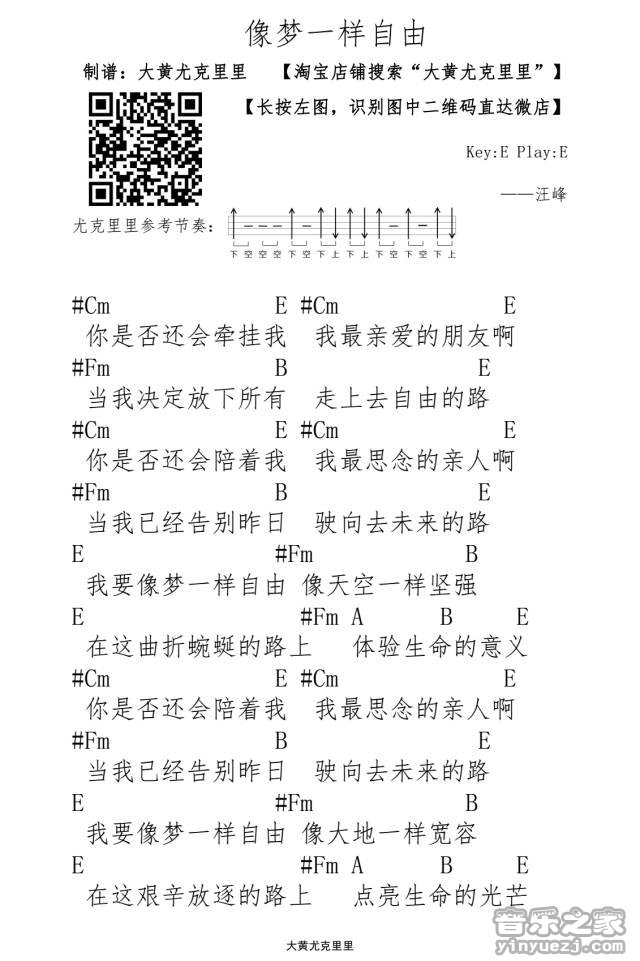 像梦一样自由
制谱：大黄尤克里里 【淘宝店铺搜索“大黄尤克里里”】
【长按左图，识别图中二维码直达微店】
Key:E Play:E
——汪峰
尤克里里参考节奏：
下 空 空 空 下 空 下 上 下 上 下 空 下 空 下 上
#Cm E #Cm E
你是否还会牵挂我 我最亲爱的朋友啊
#Fm B E
当我决定放下所有 走上去自由的路
#Cm E #Cm E
你是否还会陪着我 我最思念的亲人啊
#Fm B E
当我已经告别昨日 驶向去未来的路
E #Fm B
我要像梦一样自由 像天空一样坚强
E #Fm A B E
在这曲折蜿蜒的路上 体验生命的意义
#Cm E #Cm E
你是否还会陪着我 我最思念的亲人啊
#Fm B E
当我已经告别昨日 驶向去未来的路
E #Fm B
我要像梦一样自由 像大地一样宽容
E #Fm A B E
在这艰辛放逐的路上 点亮生命的光芒
大黄尤克里里
音乐之家
yinyuezj.com